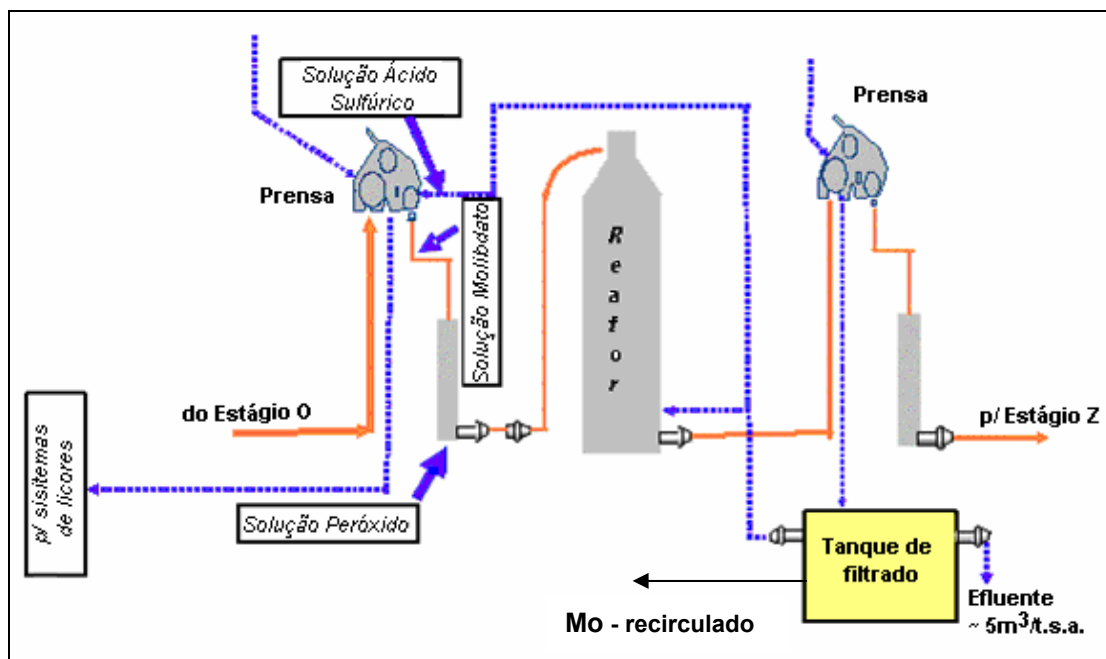 Solução Ácido
Sulfúrico
Prensa
Prensa
Solução Molibdato
Reator
do Estágio O
p/ Estágio Z
p/ sisitemas
de licores
Solução Peróxido
Tanque de
filtrado
Efluente
~ 5m³/t.s.a.
Mo - recirculado